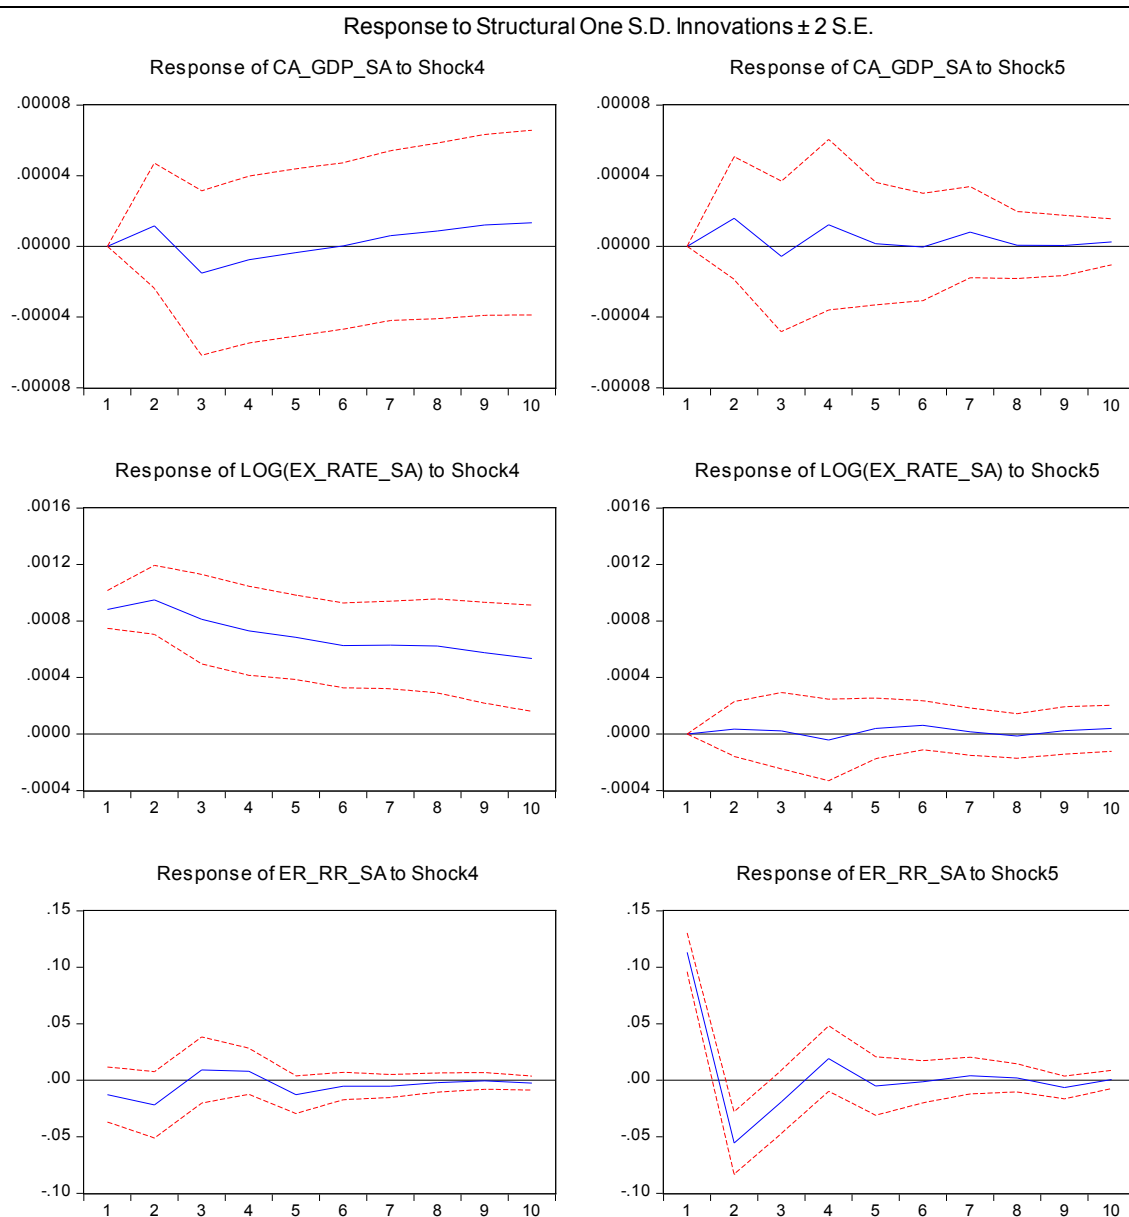 Response to Structural One S.D. Innovations ± 2 S.E.
Response of CA_GDP_SA to Shock4
.00008
.00004
.00000
-.00004
-.00008
1 2 3 4 5 6 7 8 9 10
Response of CA_GDP_SA to Shock5
.00008
.00004
.00000
-.00004
-.00008
1 2 3 4 5 6 7 8 9 10
Response of LOG(EX_RATE_SA) to Shock4
.0016
.0012
.0008
.0004
.0000
-.0004
1 2 3 4 5 6 7 8 9 10
Response of LOG(EX_RATE_SA) to Shock5
.0016
.0012
.0008
.0004
.0000
-.0004
1 2 3 4 5 6 7 8 9 10
Response of ER_RR_SA to Shock4
.15
.10
.05
.00
-.05
-.10
1 2 3 4 5 6 7 8 9 10
Response of ER_RR_SA to Shock5
.15
.10
.05
.00
-.05
-.10
1 2 3 4 5 6 7 8 9 10